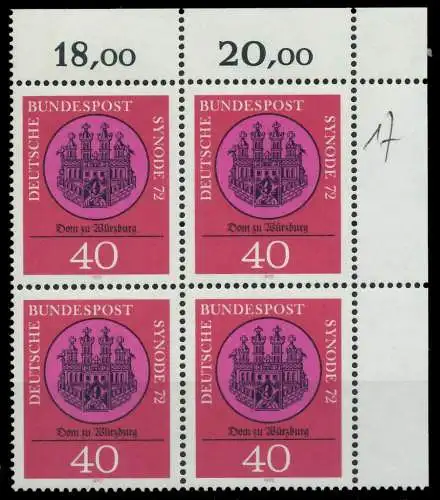 18,00 20,00
17
DEUTSCHE
BUNDESPOST
SYNODE 72
Dom zu Würzburg
40
DEUTSCHE
BUNDESPOST
SYNODE 72
Dom zu Würzburg
40
DEUTSCHE
BUNDESPOST
SYNODE 72
Dom zu Würzburg
40
DEUTSCHE
BUNDESPOST
SYNODE 72
Dom zu Würzburg
40